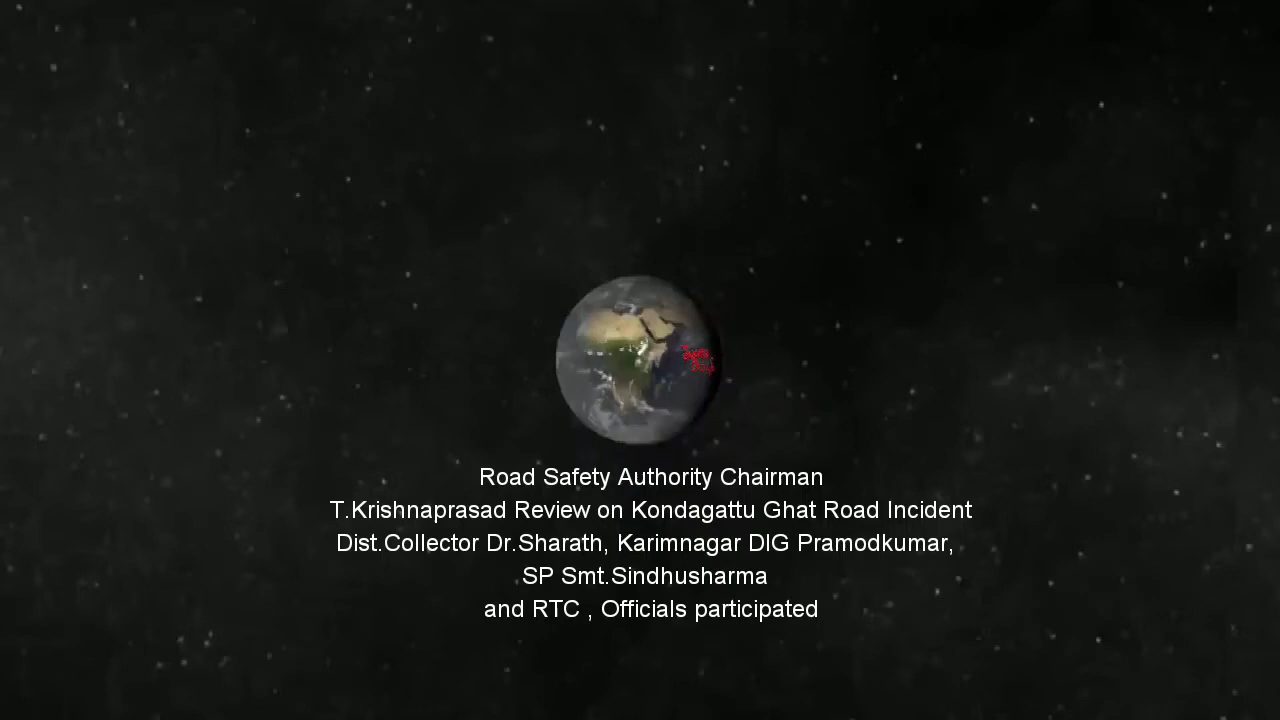 Road Safety Authority Chairman
T.Krishnaprasad Review on Kondagattu Ghat Road Incident
Dist.Collector Dr.Sharath, Karimnagar DIG Pramodkumar,
SP Smt.Sindhusharma
and RTC , Officials participated